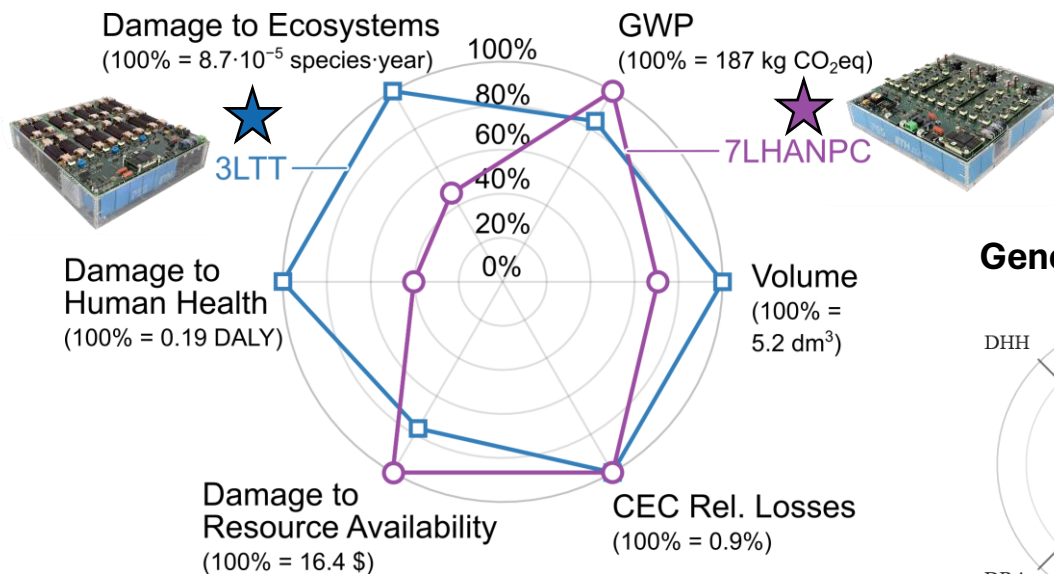 Damage to Ecosystems
(100% = 8.7·10⁻⁵ species·year)
GWP
(100% = 187 kg CO₂eq)
100%
80%
60%
40%
20%
0%
3LTT
7LHANPC
Damage to
Human Health
(100% = 0.19 DALY)
Volume
(100% =
5.2 dm³)
Gene
DHH
Damage to
Resource Availability
(100% = 16.4 $)
CEC Rel. Losses
(100% = 0.9%)